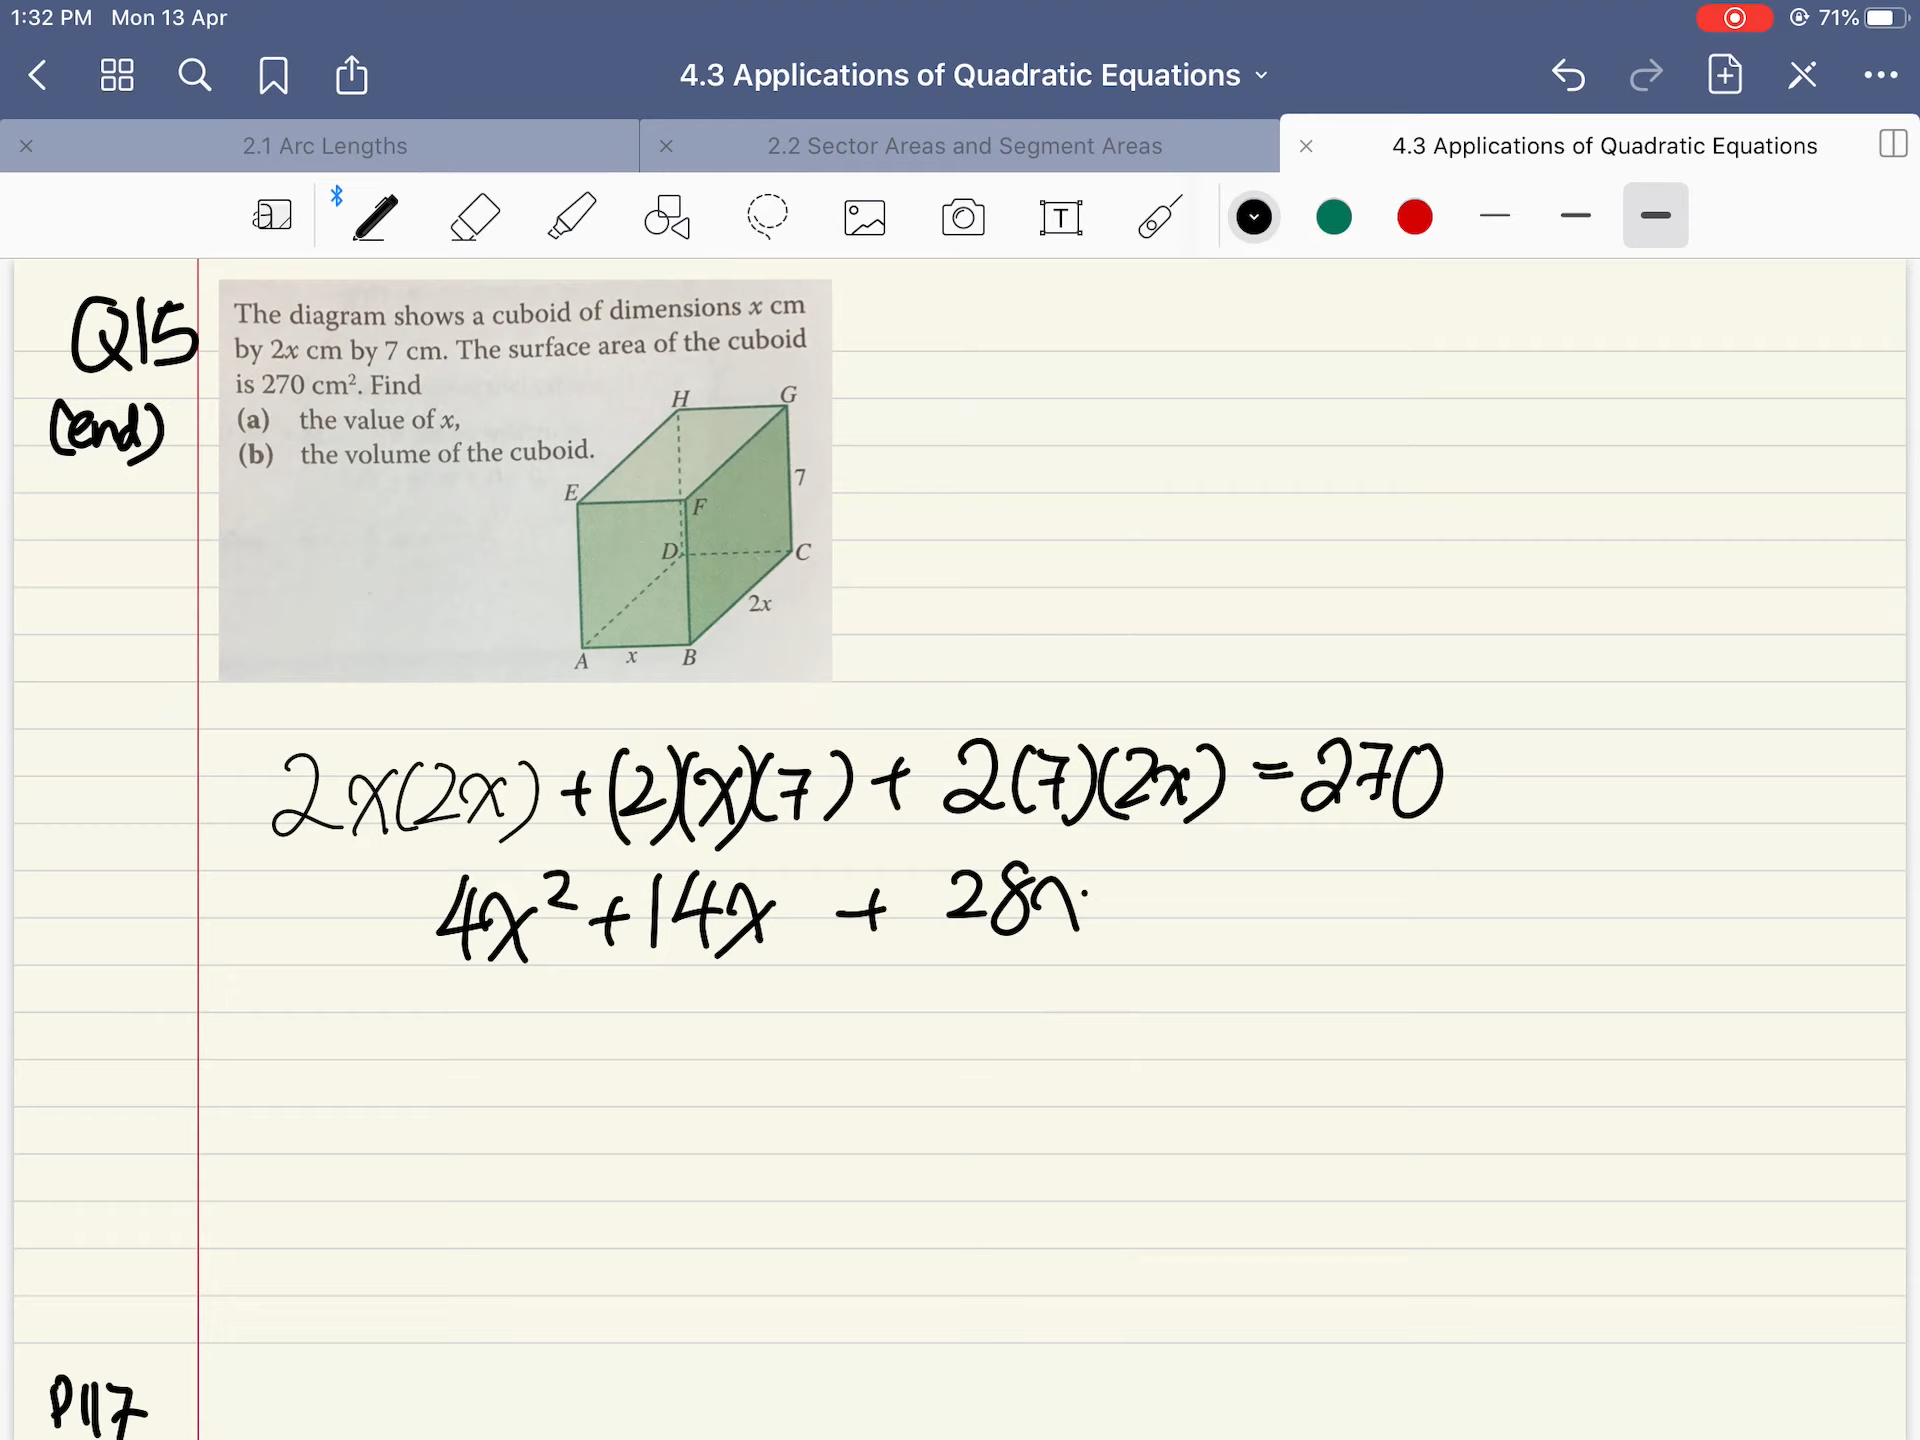 1:32 PM Mon 13 Apr 71%
4.3 Applications of Quadratic Equations
2.1 Arc Lengths 2.2 Sector Areas and Segment Areas 4.3 Applications of Quadratic Equations
T
Q15
(end)
The diagram shows a cuboid of dimensions x cm
by 2x cm by 7 cm. The surface area of the cuboid
is 270 cm². Find
(a) the value of x,
(b) the volume of the cuboid.
H G
7
E F
D C
2x
A x B
2x(2x) + (2)(x)(7) + 2(7)(2x) = 270
4x² + 14x + 28x
P117